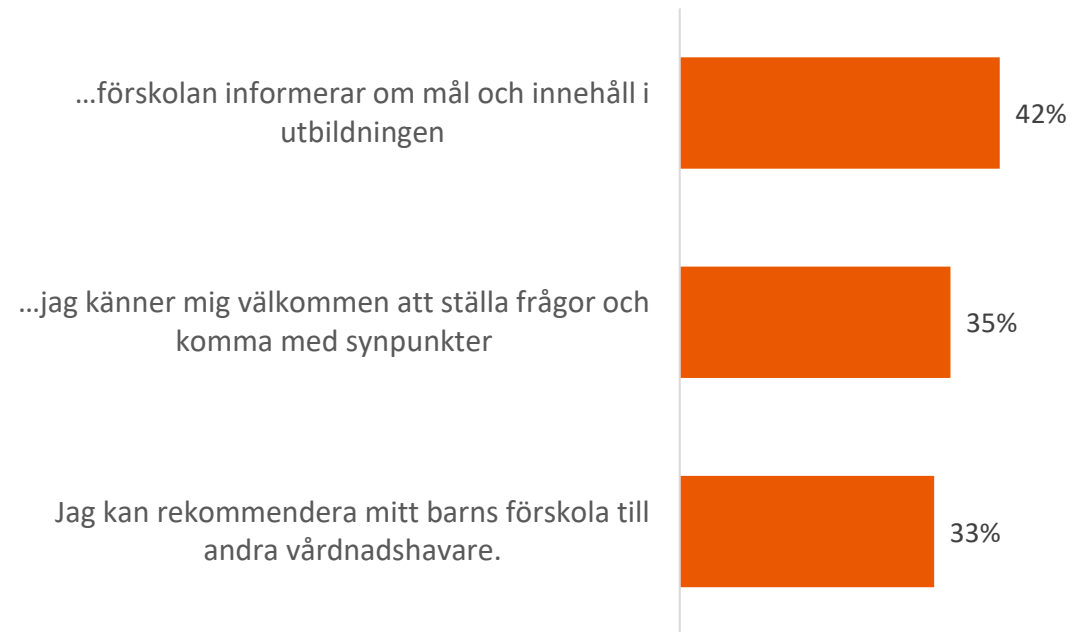 ...förskolan informerar om mål och innehåll i
utbildningen
42%
...jag känner mig välkommen att ställa frågor och
komma med synpunkter
35%
Jag kan rekommendera mitt barns förskola till
andra vårdnadshavare.
33%